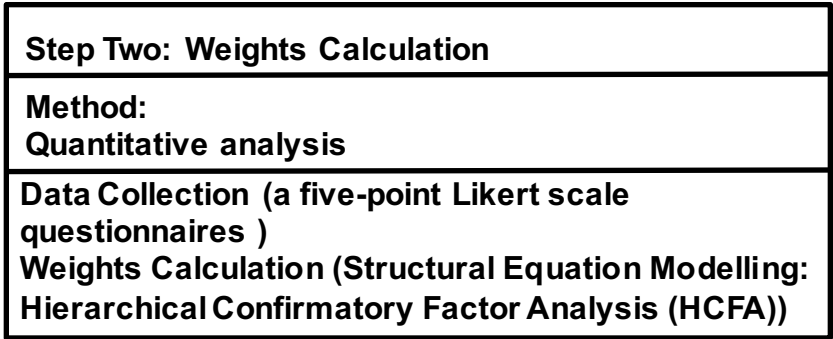 Step Two: Weights Calculation
Method:
Quantitative analysis
Data Collection (a five-point Likert scale
questionnaires )
Weights Calculation (Structural Equation Modelling:
Hierarchical Confirmatory Factor Analysis (HCFA))